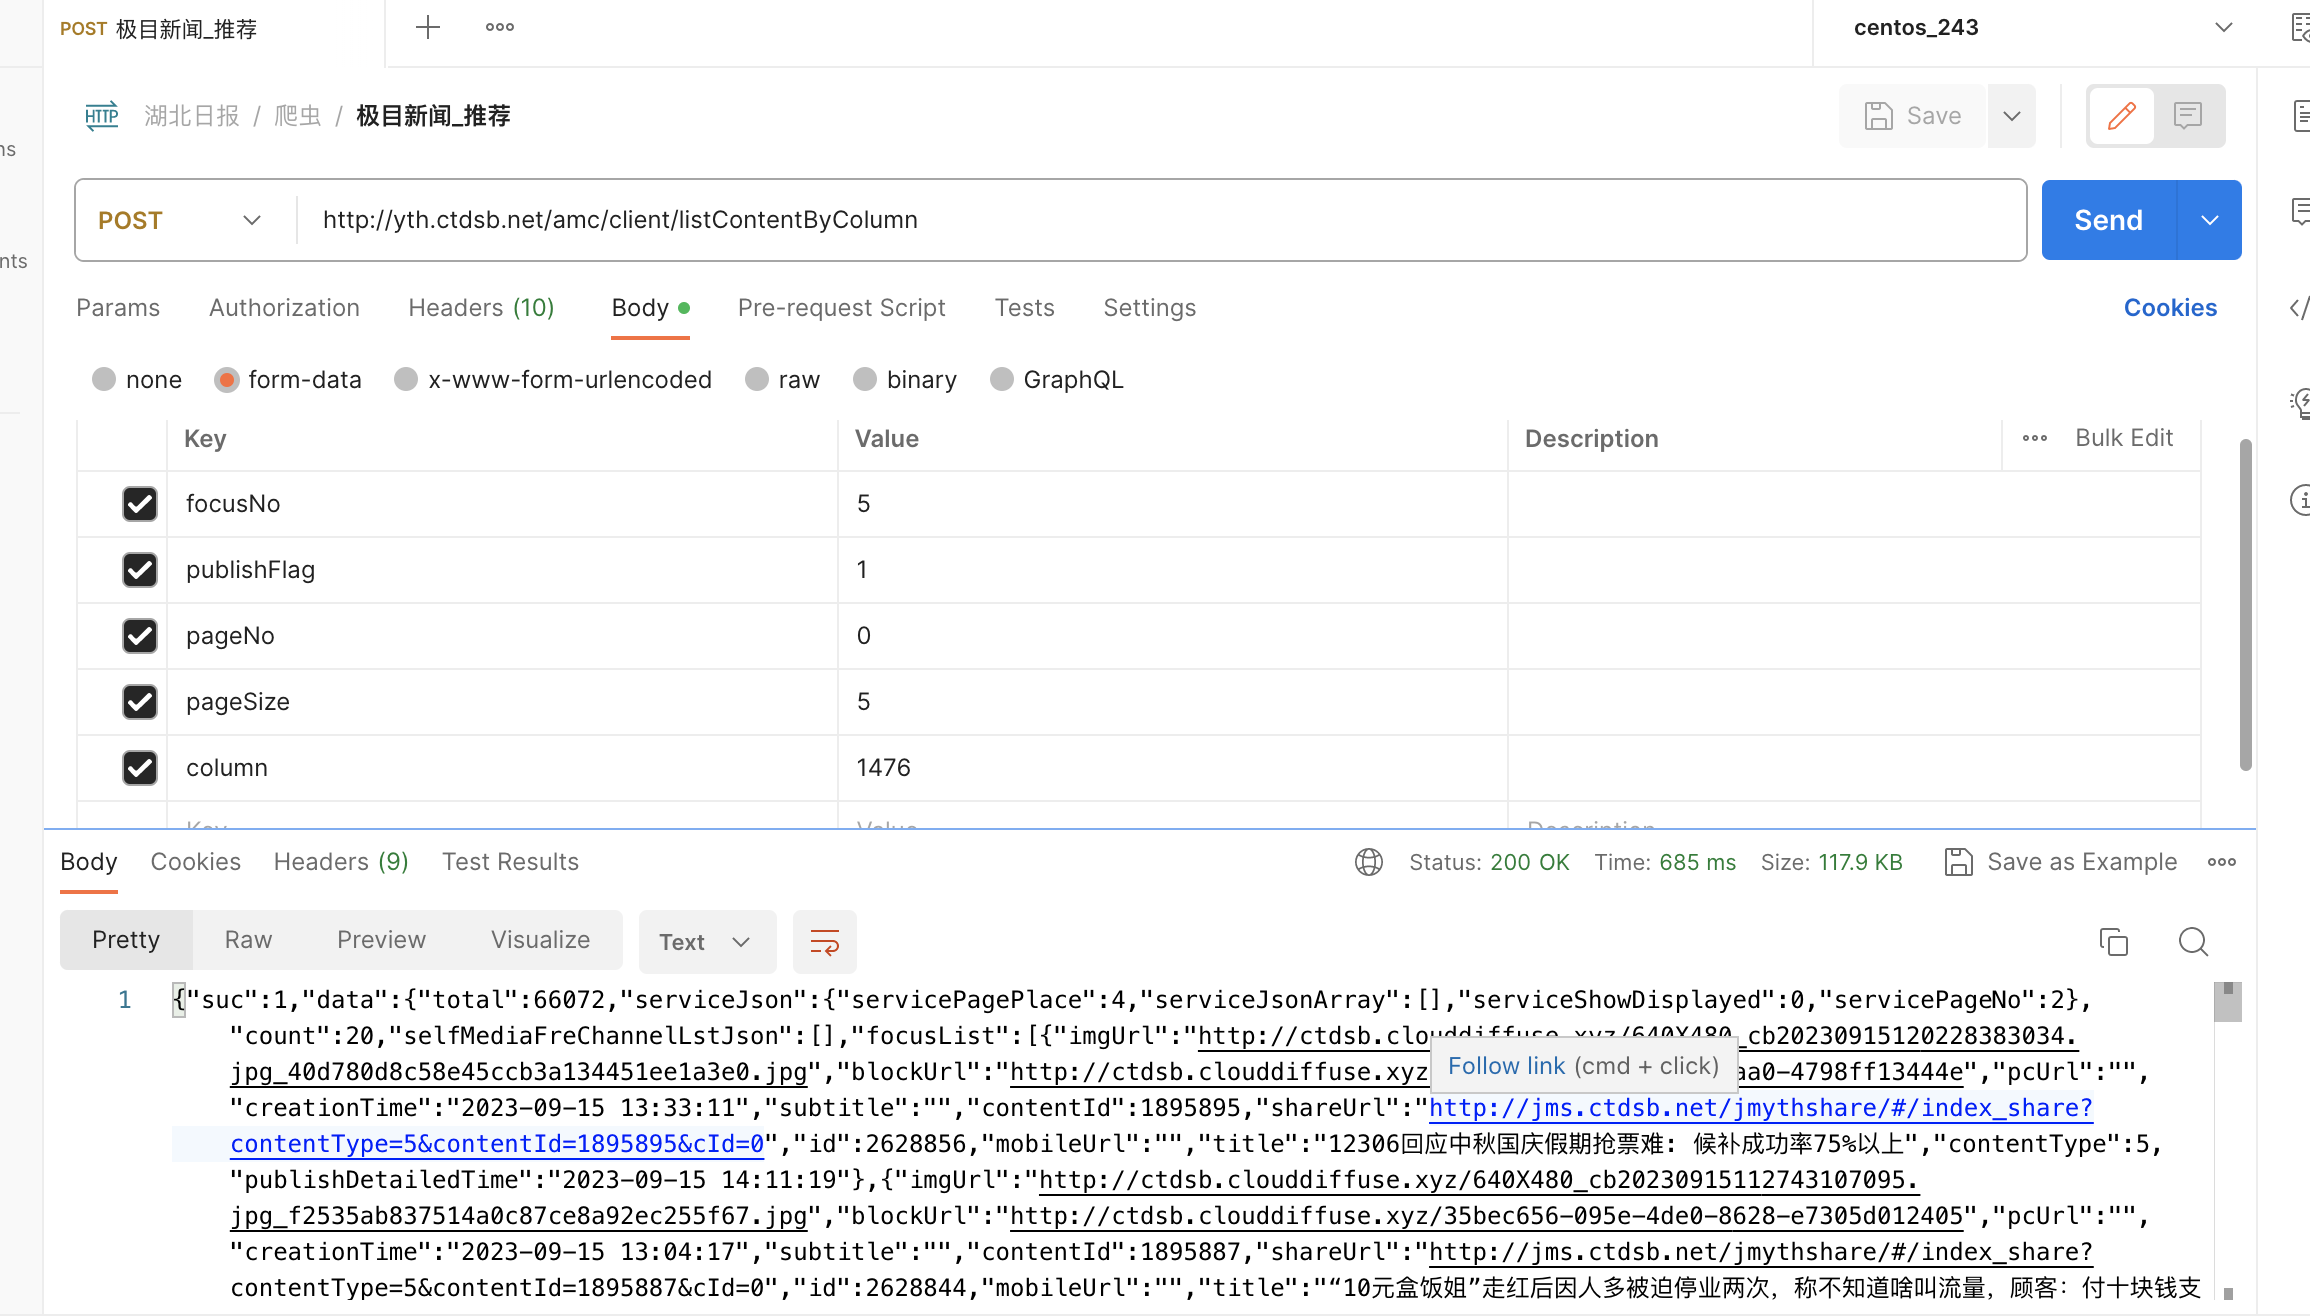 POST 极目新闻_推荐
centos_243
HTTP 湖北日报 / 爬虫 / 极目新闻_推荐
Save
ns
POST http://yth.ctdsb.net/amc/client/listContentByColumn
Send
nts
Params Authorization Headers (10) Body Pre-request Script Tests Settings Cookies
none form-data x-www-form-urlencoded raw binary GraphQL
Key Value Description Bulk Edit
focusNo 5
publishFlag 1
pageNo 0
pageSize 5
column 1476
Key Value Description
Body Cookies Headers (9) Test Results Status: 200 OK Time: 685 ms Size: 117.9 KB Save as Example
Pretty Raw Preview Visualize Text
1 {"suc":1,"data":{"total":66072,"serviceJson":{"servicePagePlace":4,"serviceJsonArray":[],"serviceShowDisplayed":0,"servicePageNo":2},
"count":20,"selfMediaFreChannelLstJson":[],"focusList":[{"imgUrl":"http://ctdsb.clouddiffuse.xyz/640X480_cb20230915120228383034.
Follow link (cmd + click)
jpg_40d780d8c58e45ccb3a134451ee1a3e0.jpg","blockUrl":"http://ctdsb.clouddiffuse.xyz aa0-4798ff13444e","pcUrl":"",
"creationTime":"2023-09-15 13:33:11","subtitle":"","contentId":1895895,"shareUrl":"http://jms.ctdsb.net/jmythshare/#/index_share?
contentType=5&contentId=1895895&cId=0","id":2628856,"mobileUrl":"","title":"12306回应中秋国庆假期抢票难：候补成功率75%以上","contentType":5,
"publishDetailedTime":"2023-09-15 14:11:19"},{"imgUrl":"http://ctdsb.clouddiffuse.xyz/640X480_cb20230915112743107095.
jpg_f2535ab837514a0c87ce8a92ec255f67.jpg","blockUrl":"http://ctdsb.clouddiffuse.xyz/35bec656-095e-4de0-8628-e7305d012405","pcUrl":"",
"creationTime":"2023-09-15 13:04:17","subtitle":"","contentId":1895887,"shareUrl":"http://jms.ctdsb.net/jmythshare/#/index_share?
contentType=5&contentId=1895887&cId=0","id":2628844,"mobileUrl":"","title":"“10元盒饭姐”走红后因人多被迫停业两次，称不知道啥叫流量，顾客：付十块钱支